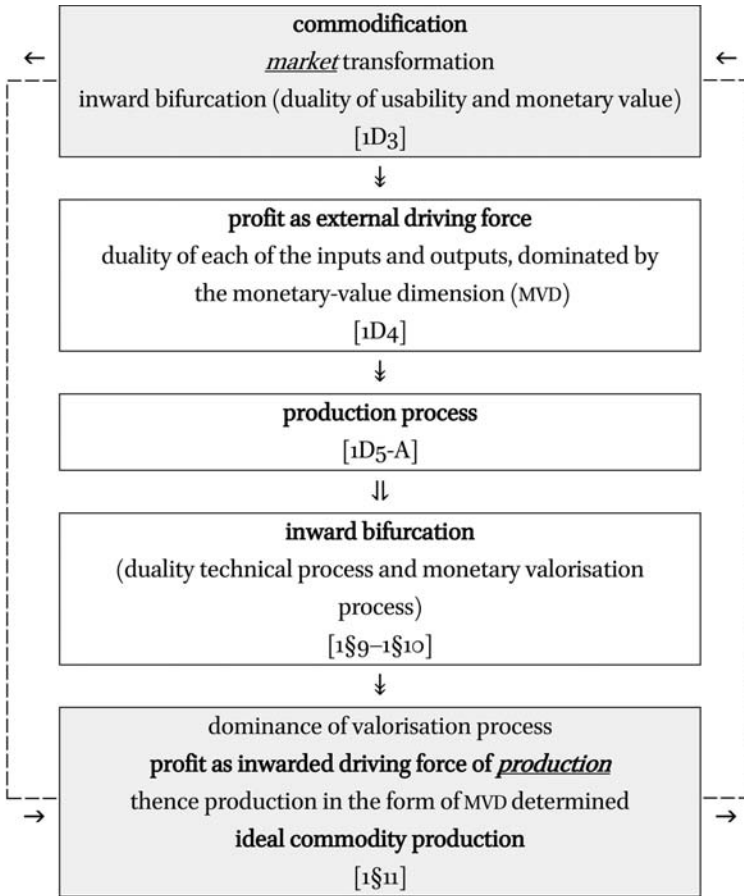 commodification
← market transformation ←
inward bifurcation (duality of usability and monetary value)
[1D3]
↡
profit as external driving force
duality of each of the inputs and outputs, dominated by
the monetary-value dimension (MVD)
[1D4]
↡
production process
[1D5-A]
⇓
inward bifurcation
(duality technical process and monetary valorisation
process)
[1§9–1§10]
↡
dominance of valorisation process
profit as inwarded driving force of production
→ thence production in the form of MVD determined →
ideal commodity production
[1§11]